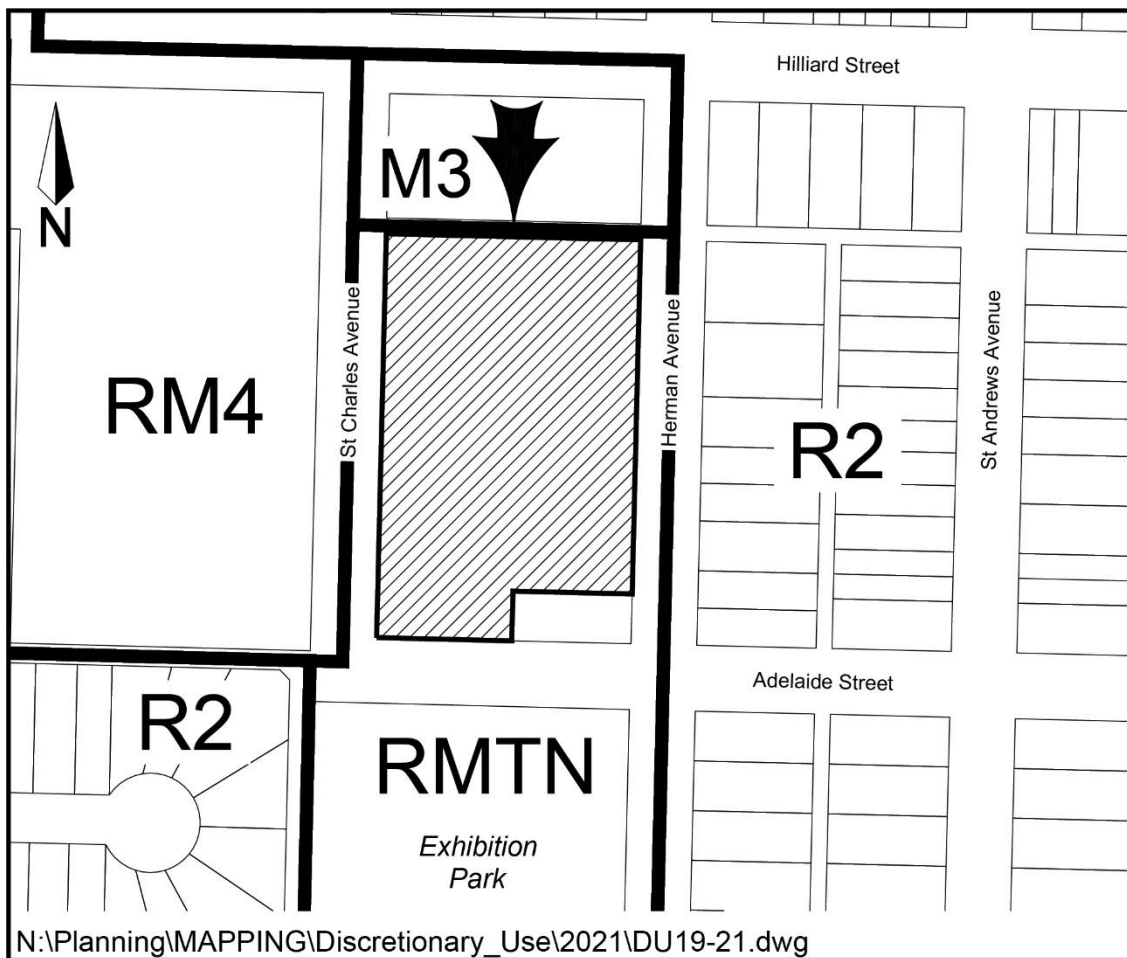 Hilliard Street
M3
N
St Charles Avenue
Herman Avenue
St Andrews Avenue
RM4
R2
Adelaide Street
R2
RMTN
Exhibition
Park
N:\Planning\MAPPING\Discretionary_Use\2021\DU19-21.dwg